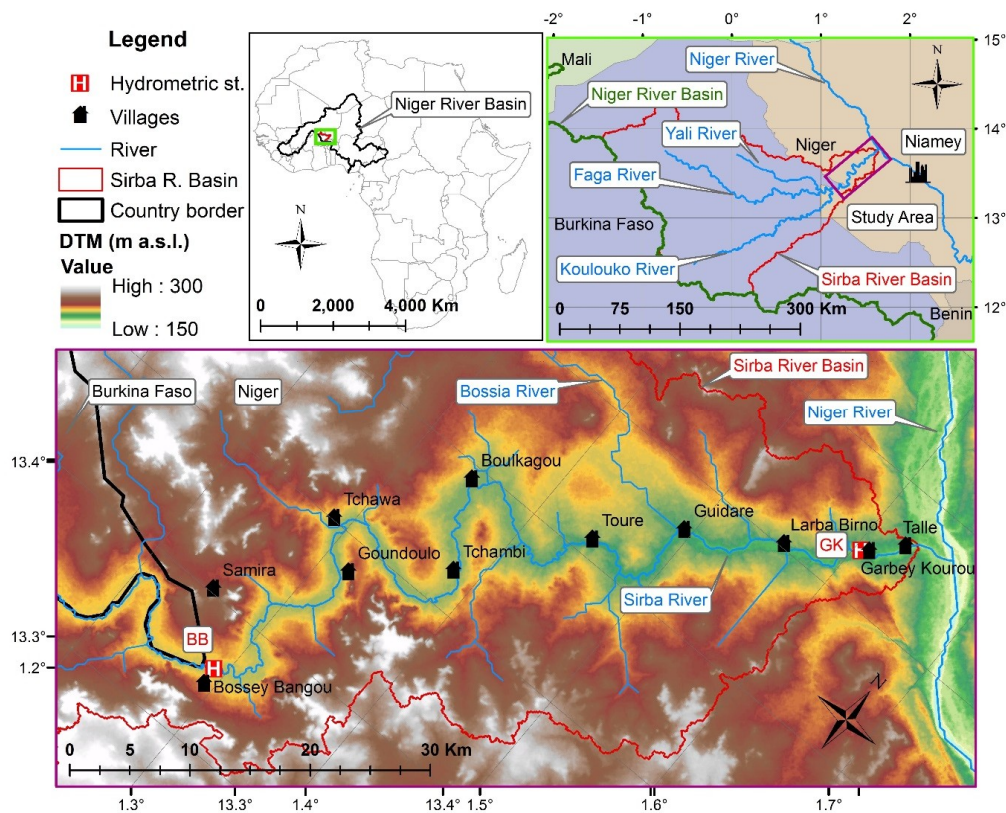 Legend
Hydrometric st.
Villages
River
Sirba R. Basin
Country border
DTM (m a.s.l.)
Value
High : 300
Low : 150
H
Niger River Basin
N
0 2,000 4,000 Km
-2° -1° 0° 1° 2°
15°
14°
13°
12°
Mali
Niger River
N
Niger River Basin
Yali River
Niger
Niamey
Faga River
Burkina Faso
Study Area
Koulouko River
Sirba River Basin
0 75 150 300 Km
Benin
Burkina Faso
Niger
Bossia River
Sirba River Basin
Niger River
13.4°
Boulkagou
Tchawa
Toure
Guidare
Larba Birno
Talle
GK
H
Goundoulo
Tchambi
Garbey Kourou
Samira
Sirba River
13.3°
BB
H
1.2°
Bossey Bangou
N
0 5 10 20 30 Km
1.3° 13.3° 1.4° 13.4° 1.5° 1.6° 1.7°